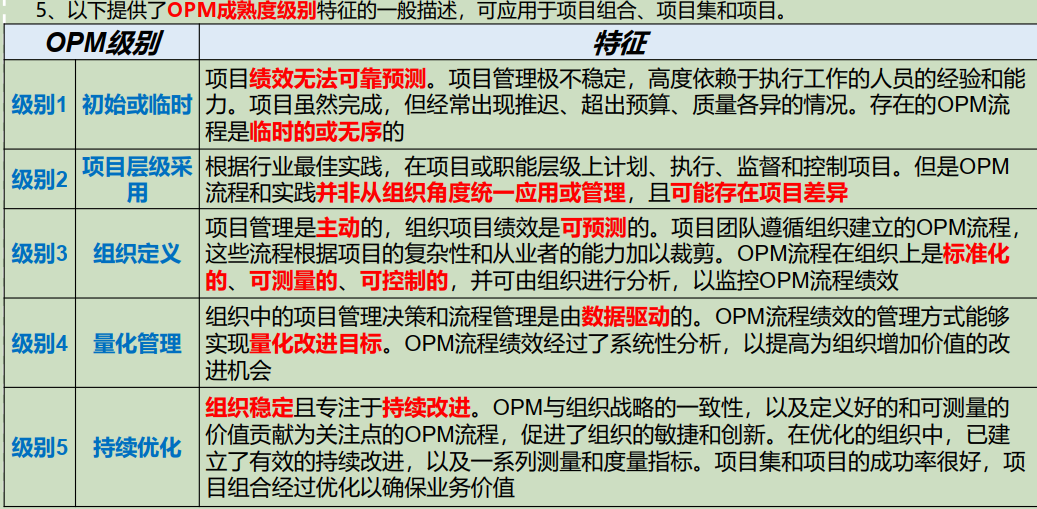 5、以下提供了OPM成熟度级别特征的一般描述，可应用于项目组合、项目集和项目。
OPM级别
特征
级别1
初始或临时
项目绩效无法可靠预测。项目管理极不稳定，高度依赖于执行工作的人员的经验和能
力。项目虽然完成，但经常出现推迟、超出预算、质量各异的情况。存在的OPM流
程是临时的或无序的
级别2
项目层级采
用
根据行业最佳实践，在项目或职能层级上计划、执行、监督和控制项目。但是OPM
流程和实践并非从组织角度统一应用或管理，且可能存在项目差异
级别3
组织定义
项目管理是主动的，组织项目绩效是可预测的。项目团队遵循组织建立的OPM流程，
这些流程根据项目的复杂性和从业者的能力加以裁剪。OPM流程在组织上是标准化
的、可测量的、可控制的，并可由组织进行分析，以监控OPM流程绩效
级别4
量化管理
组织中的项目管理决策和流程管理是由数据驱动的。OPM流程绩效的管理方式能够
实现量化改进目标。OPM流程绩效经过了系统性分析，以提高为组织增加价值的改
进机会
级别5
持续优化
组织稳定且专注于持续改进。OPM与组织战略的一致性，以及定义好的和可测量的
价值贡献为关注点的OPM流程，促进了组织的敏捷和创新。在优化的组织中，已建
立了有效的持续改进，以及一系列测量和度量指标。项目集和项目的成功率很好，项
目组合经过优化以确保业务价值